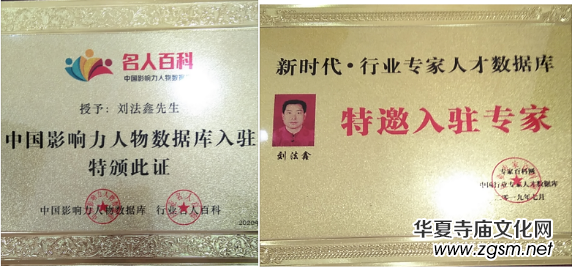 名人百科
中国影响力人物数据库
授予：刘法鑫先生
中国影响力人物数据库入驻
特颁此证
中国影响力人物数据库 行业名人百科
2020
新时代·行业专家人才数据库
特邀入驻专家
刘法鑫
专家百科网
中国行业专家人才数据库
二零一九年七月
华夏寺庙文化网
www.zgsm.net